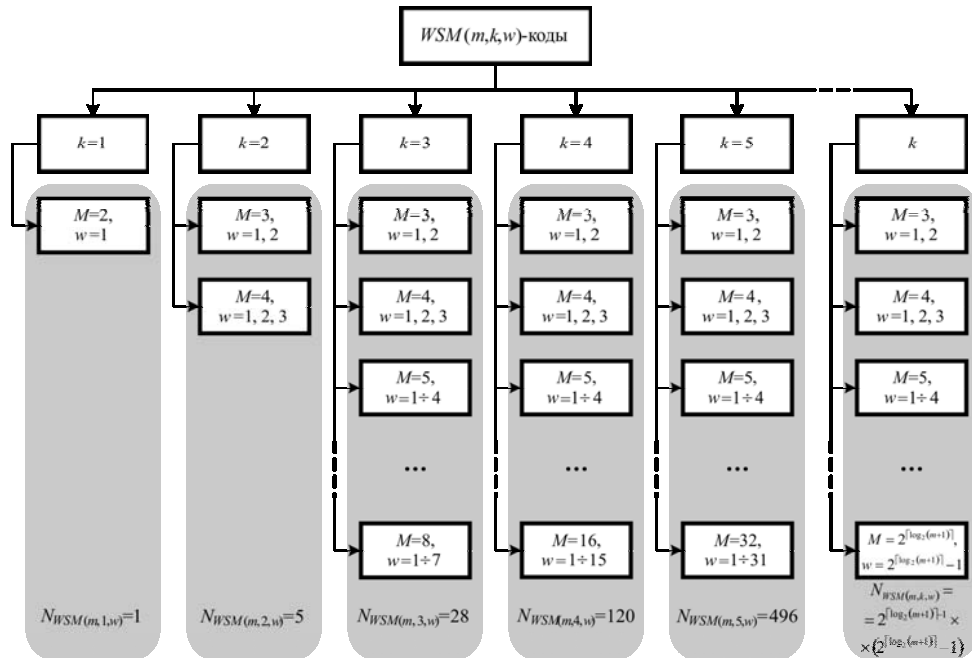 WSM(m,k,w)-коды
k=1
k=2
k=3
k=4
k=5
k
M=2,
w=1
M=3,
w=1, 2
M=3,
w=1, 2
M=3,
w=1, 2
M=3,
w=1, 2
M=3,
w=1, 2
M=4,
w=1, 2, 3
M=4,
w=1, 2, 3
M=4,
w=1, 2, 3
M=4,
w=1, 2, 3
M=4,
w=1, 2, 3
M=5,
w=1÷4
M=5,
w=1÷4
M=5,
w=1÷4
M=5,
w=1÷4
...
...
...
...
M=8,
w=1÷7
M=16,
w=1÷15
M=32,
w=1÷31
M = 2^⌈log₂(m+1)⌉,
w = 2^⌈log₂(m+1)⌉ −1
N_WSM(m,1,w)=1
N_WSM(m,2,w)=5
N_WSM(m,3,w)=28
N_WSM(m,4,w)=120
N_WSM(m,5,w)=496
N_WSM(m,k,w) =
= 2^⌈log₂(m+1)⌉−1 ×
×(2^⌈log₂(m+1)⌉ −1)